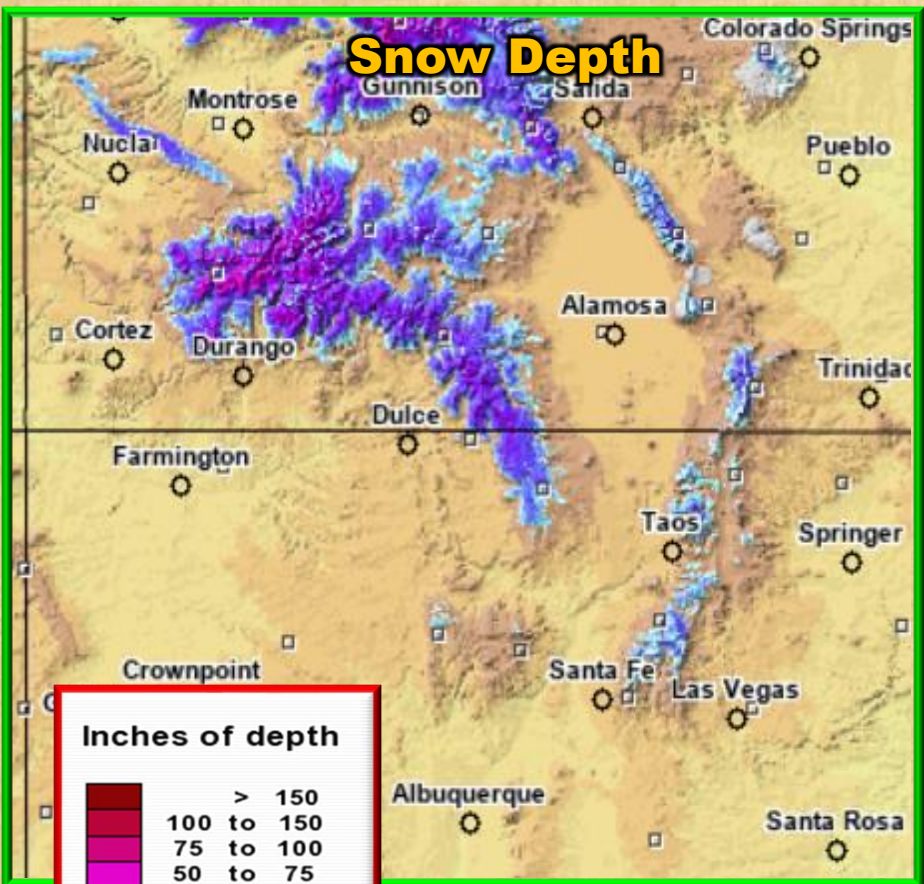 Colorado Springs
Snow Depth
Gunnison
Salida
Montrose
Nucla
Pueblo
Alamosa
Cortez
Durango
Trinidad
Dulce
Farmington
Taos
Springer
Crownpoint
Santa Fe
Las Vegas
G
Inches of depth
> 150
100 to 150
75 to 100
50 to 75
Albuquerque
Santa Rosa